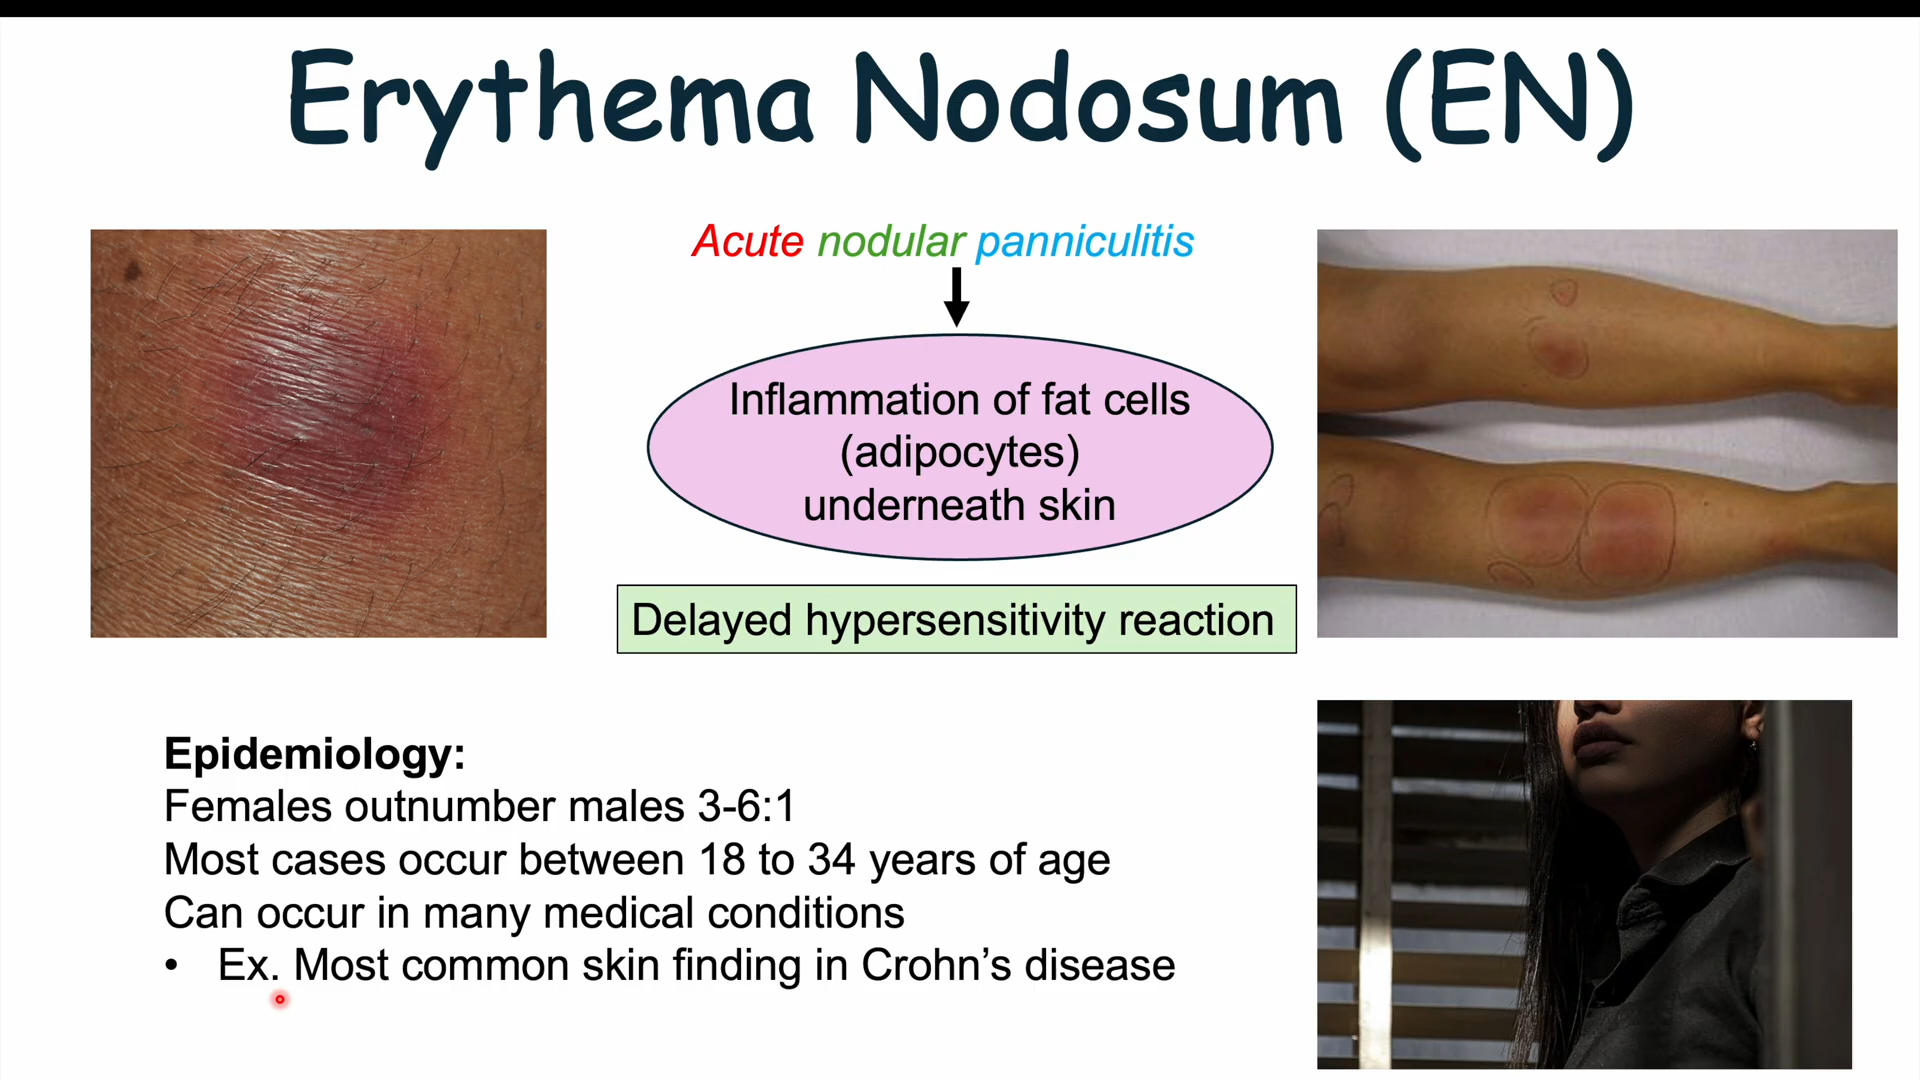 Erythema Nodosum (EN)
Acute nodular panniculitis
Inflammation of fat cells
(adipocytes)
underneath skin
Delayed hypersensitivity reaction
Epidemiology:
Females outnumber males 3-6:1
Most cases occur between 18 to 34 years of age
Can occur in many medical conditions
• Ex. Most common skin finding in Crohn’s disease